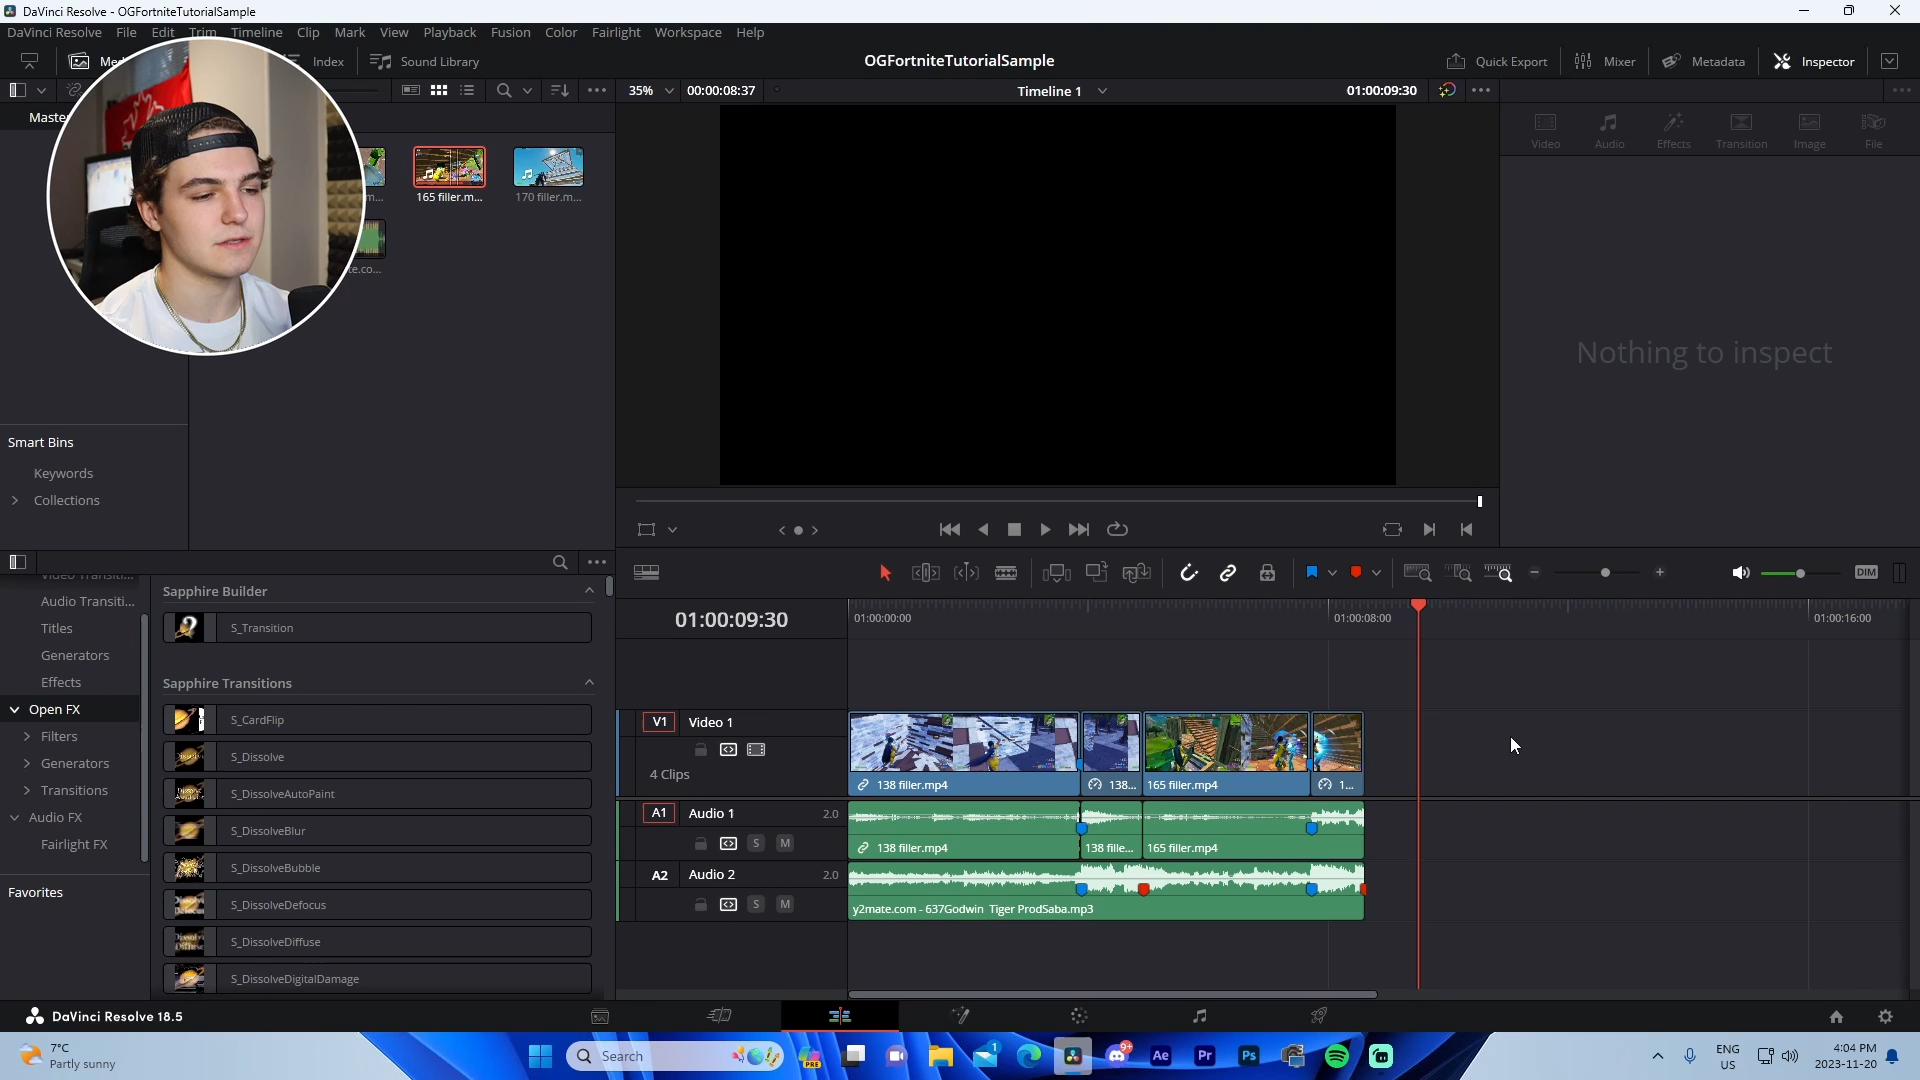 DaVinci Resolve - OGFortniteTutorialSample
DaVinci Resolve File Edit Trim Timeline Clip Mark View Playback Fusion Color Fairlight Workspace Help
Index Sound Library OGFortniteTutorialSample Quick Export Mixer Metadata Inspector
35% 00:00:08:37 Timeline 1 01:00:09:30
Master
Video Audio Effects Transition Image File
165 filler.m... 170 filler.m...
Nothing to inspect
Smart Bins
Keywords
Collections
Audio Transiti...
Titles
Generators
Effects
Open FX
Filters
Generators
Transitions
Audio FX
Fairlight FX
Favorites
Sapphire Builder
S_Transition
Sapphire Transitions
S_CardFlip
S_Dissolve
S_DissolveAutoPaint
S_DissolveBlur
S_DissolveBubble
S_DissolveDefocus
S_DissolveDiffuse
S_DissolveDigitalDamage
DIM
01:00:09:30 01:00:00:00 01:00:08:00 01:00:16:00
V1 Video 1
4 Clips
138 filler.mp4 138... 165 filler.mp4 1...
A1 Audio 1 2.0
S M
138 filler.mp4 138 fille... 165 filler.mp4
A2 Audio 2 2.0
S M
y2mate.com - 637Godwin Tiger ProdSaba.mp3
DaVinci Resolve 18.5
7°C
Partly sunny
Search
PRE
1
9+
Ae Pr Ps
ENG
US
4:04 PM
2023-11-20